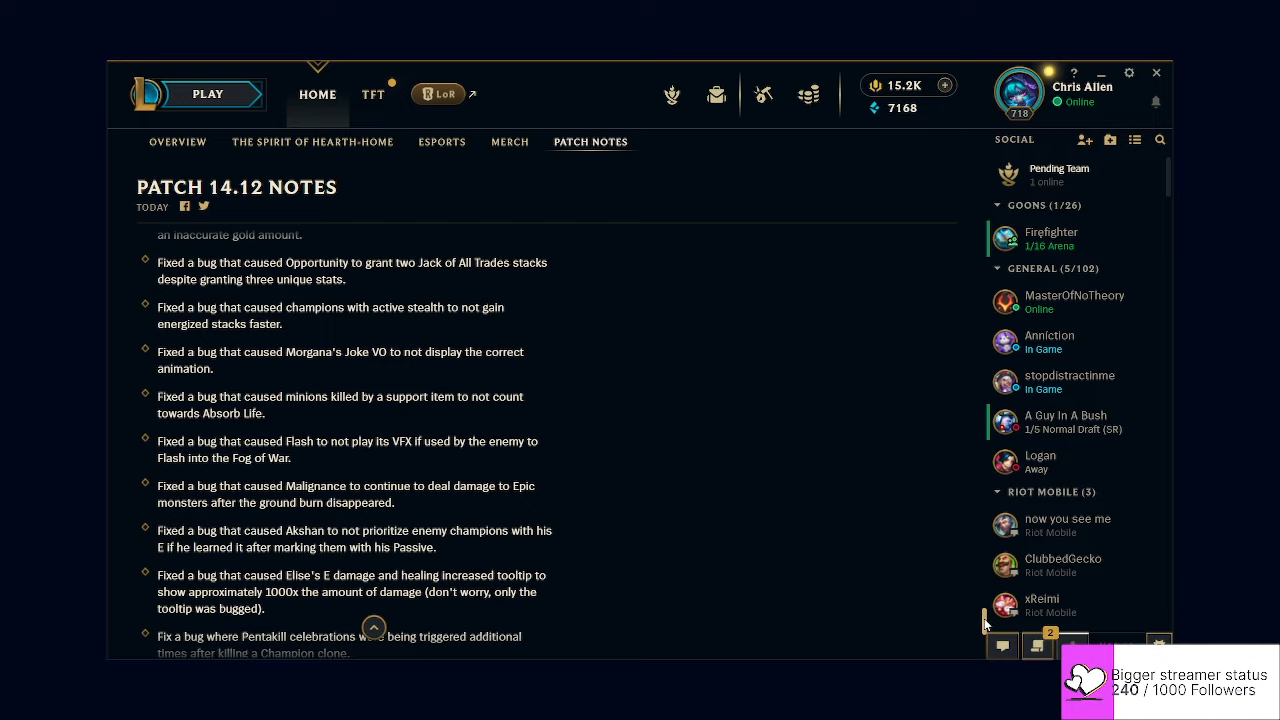 PLAY
HOME
TFT
LoR
15.2K
7168
718
?
Chris Allen
Online
OVERVIEW
THE SPIRIT OF HEARTH-HOME
ESPORTS
MERCH
PATCH NOTES
PATCH 14.12 NOTES
TODAY
an inaccurate gold amount.
Fixed a bug that caused Opportunity to grant two Jack of All Trades stacks
despite granting three unique stats.
Fixed a bug that caused champions with active stealth to not gain
energized stacks faster.
Fixed a bug that caused Morgana's Joke VO to not display the correct
animation.
Fixed a bug that caused minions killed by a support item to not count
towards Absorb Life.
Fixed a bug that caused Flash to not play its VFX if used by the enemy to
Flash into the Fog of War.
Fixed a bug that caused Malignance to continue to deal damage to Epic
monsters after the ground burn disappeared.
Fixed a bug that caused Akshan to not prioritize enemy champions with his
E if he learned it after marking them with his Passive.
Fixed a bug that caused Elise's E damage and healing increased tooltip to
show approximately 1000x the amount of damage (don't worry, only the
tooltip was bugged).
Fix a bug where Pentakill celebrations were being triggered additional
times after killing a Champion clone.
SOCIAL
Pending Team
1 online
GOONS (1/26)
Firefighter
1/16 Arena
GENERAL (5/102)
MasterOfNoTheory
Online
Anníction
In Game
stopdistractinme
In Game
A Guy In A Bush
1/5 Normal Draft (SR)
Logan
Away
RIOT MOBILE (3)
now you see me
Riot Mobile
ClubbedGecko
Riot Mobile
xReimi
Riot Mobile
2
Bigger streamer status
240 / 1000 Followers